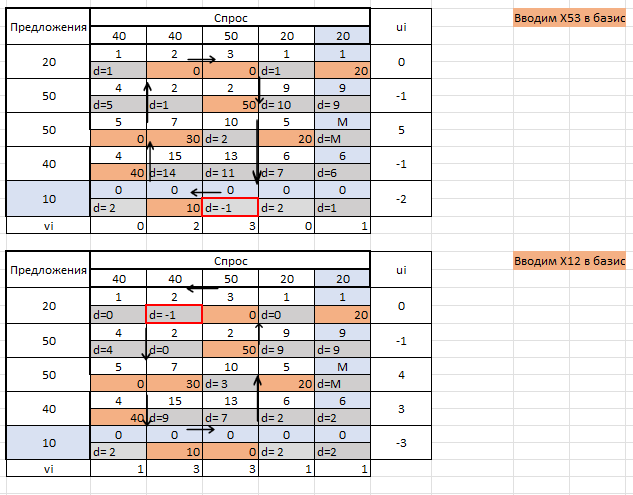 Предложения Спрос ui Вводим X53 в базис
40 40 50 20 20
20 1 2 3 1 1 0
d=1 0 0 d=1 20
50 4 2 2 9 9 -1
d=5 d=1 50 d= 10 d= 9
50 5 7 10 5 M 5
0 30 d= 2 20 d=M
40 4 15 13 6 6 -1
40 d=14 d= 11 d= 7 d=6
10 0 0 0 0 0 -2
d= 2 10 d= -1 d= 2 d=1
vi 0 2 3 0 1
Предложения Спрос ui Вводим X12 в базис
40 40 50 20 20
20 1 2 3 1 1 0
d=0 d= -1 0 d=0 20
50 4 2 2 9 9 -1
d=4 d=0 50 d= 9 d= 9
50 5 7 10 5 M 4
0 30 d= 3 20 d=M
40 4 15 13 6 6 3
40 d=9 d= 7 d= 2 d=2
10 0 0 0 0 0 -3
d= 2 10 0 d= 2 d=2
vi 1 3 3 1 1